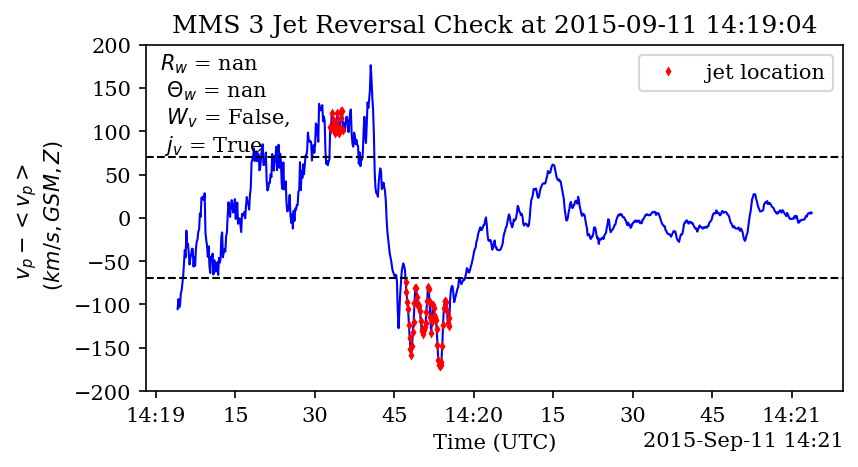 MMS 3 Jet Reversal Check at 2015-09-11 14:19:04
R_w = nan
Θ_w = nan
W_v = False,
j_v = True
jet location
v_p − < v_p >
(km/s, GSM, Z)
200
150
100
50
0
−50
−100
−150
−200
14:19 15 30 45 14:20 15 30 45 14:21
Time (UTC)
2015-Sep-11 14:21